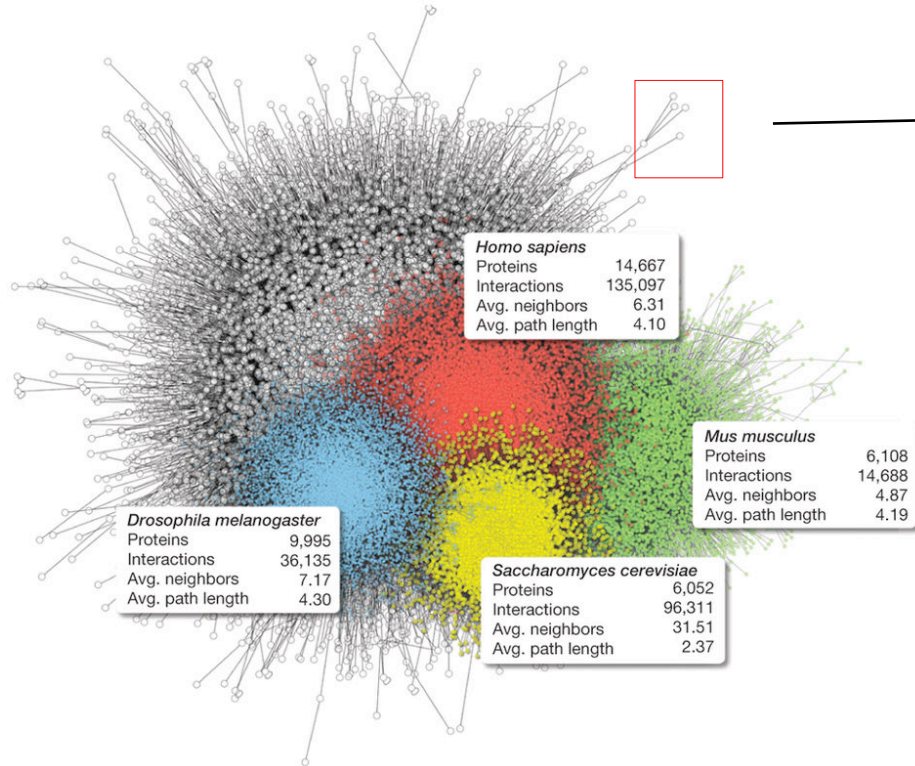 Homo sapiens
Proteins 14,667
Interactions 135,097
Avg. neighbors 6.31
Avg. path length 4.10
Mus musculus
Proteins 6,108
Interactions 14,688
Avg. neighbors 4.87
Avg. path length 4.19
Drosophila melanogaster
Proteins 9,995
Interactions 36,135
Avg. neighbors 7.17
Avg. path length 4.30
Saccharomyces cerevisiae
Proteins 6,052
Interactions 96,311
Avg. neighbors 31.51
Avg. path length 2.37